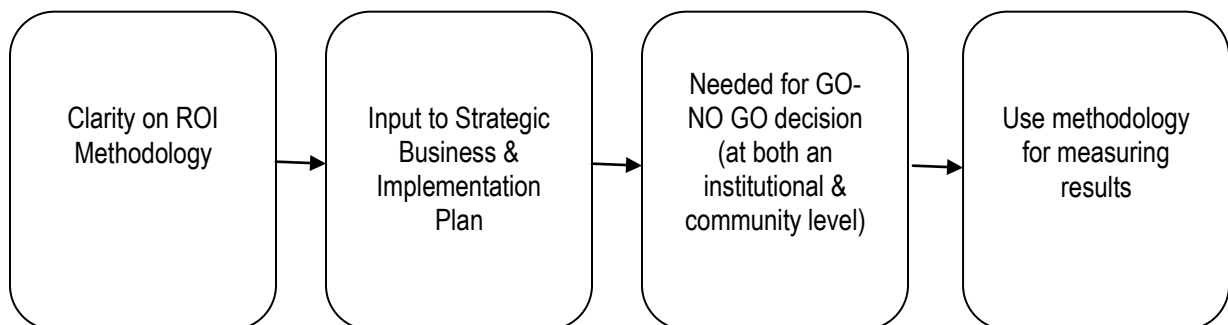 Clarity on ROI
Methodology
Input to Strategic
Business &
Implementation
Plan
Needed for GO-
NO GO decision
(at both an
institutional &
community level)
Use methodology
for measuring
results